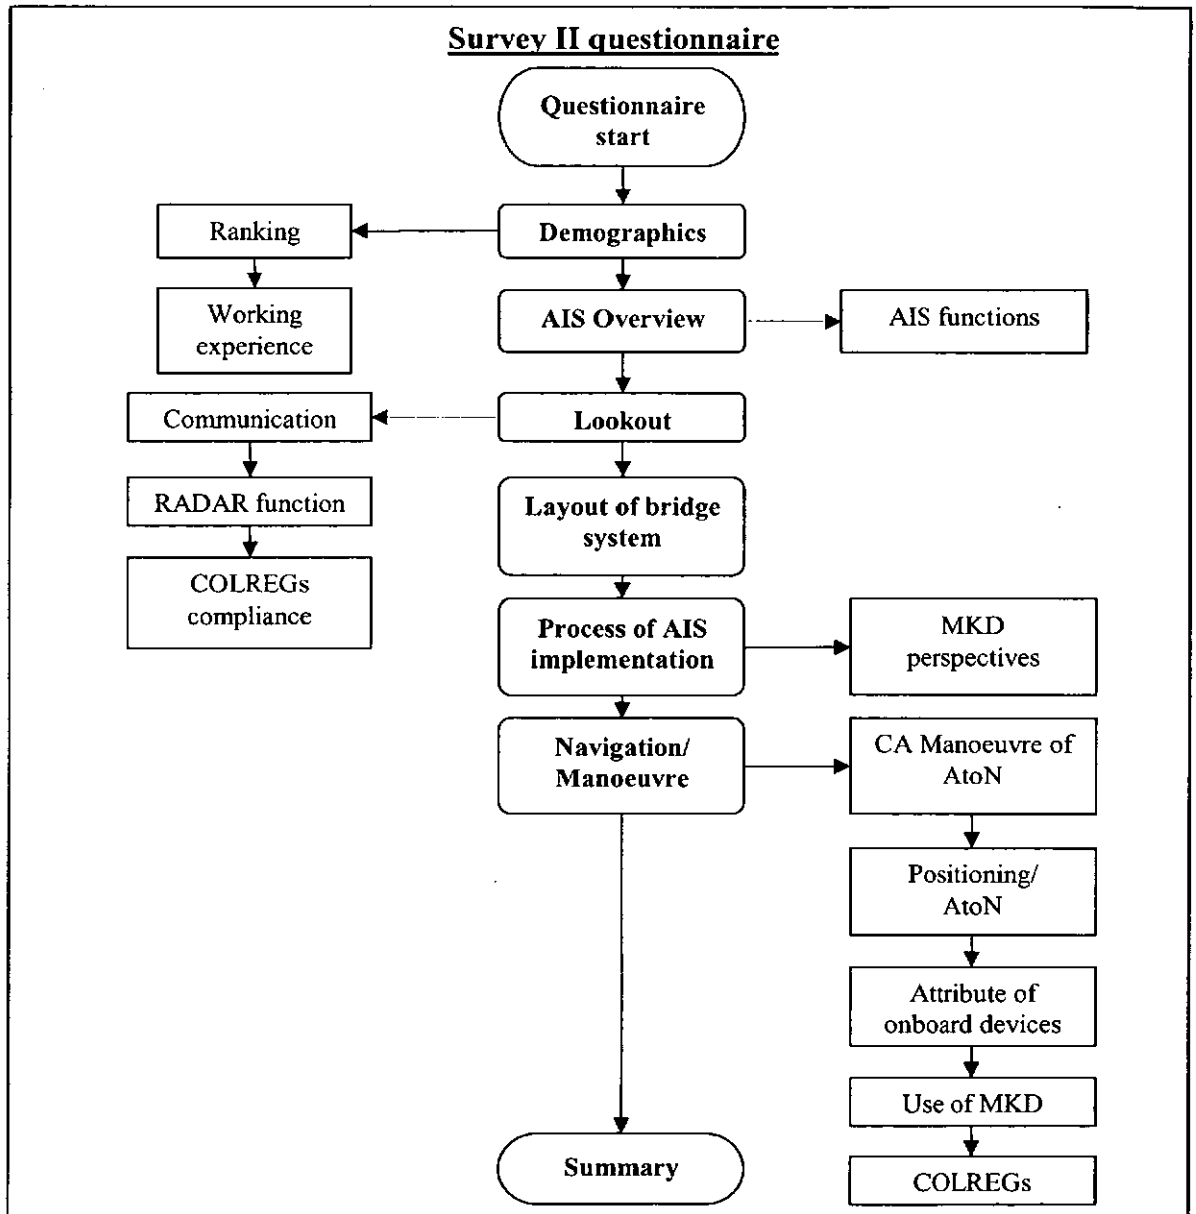 Survey II questionnaire
Questionnaire
start
Ranking
Demographics
Working
experience
AIS Overview
AIS functions
Communication
Lookout
RADAR function
Layout of bridge
system
COLREGs
compliance
Process of AIS
implementation
MKD
perspectives
Navigation/
Manoeuvre
CA Manoeuvre of
AtoN
Positioning/
AtoN
Attribute of
onboard devices
Use of MKD
Summary
COLREGs